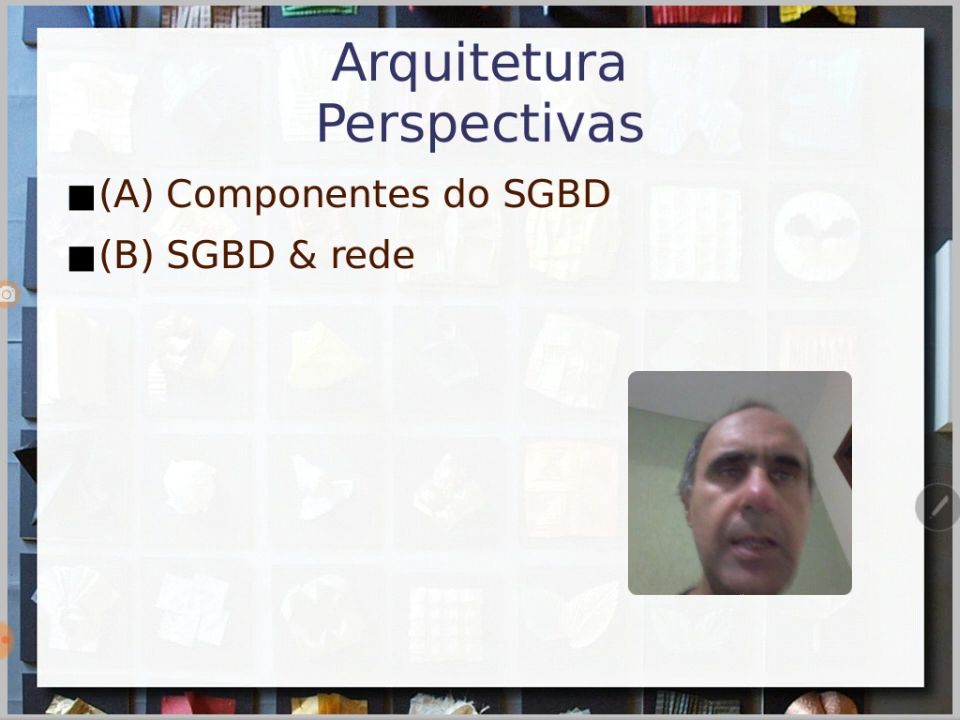 Arquitetura
Perspectivas
(A) Componentes do SGBD
(B) SGBD & rede